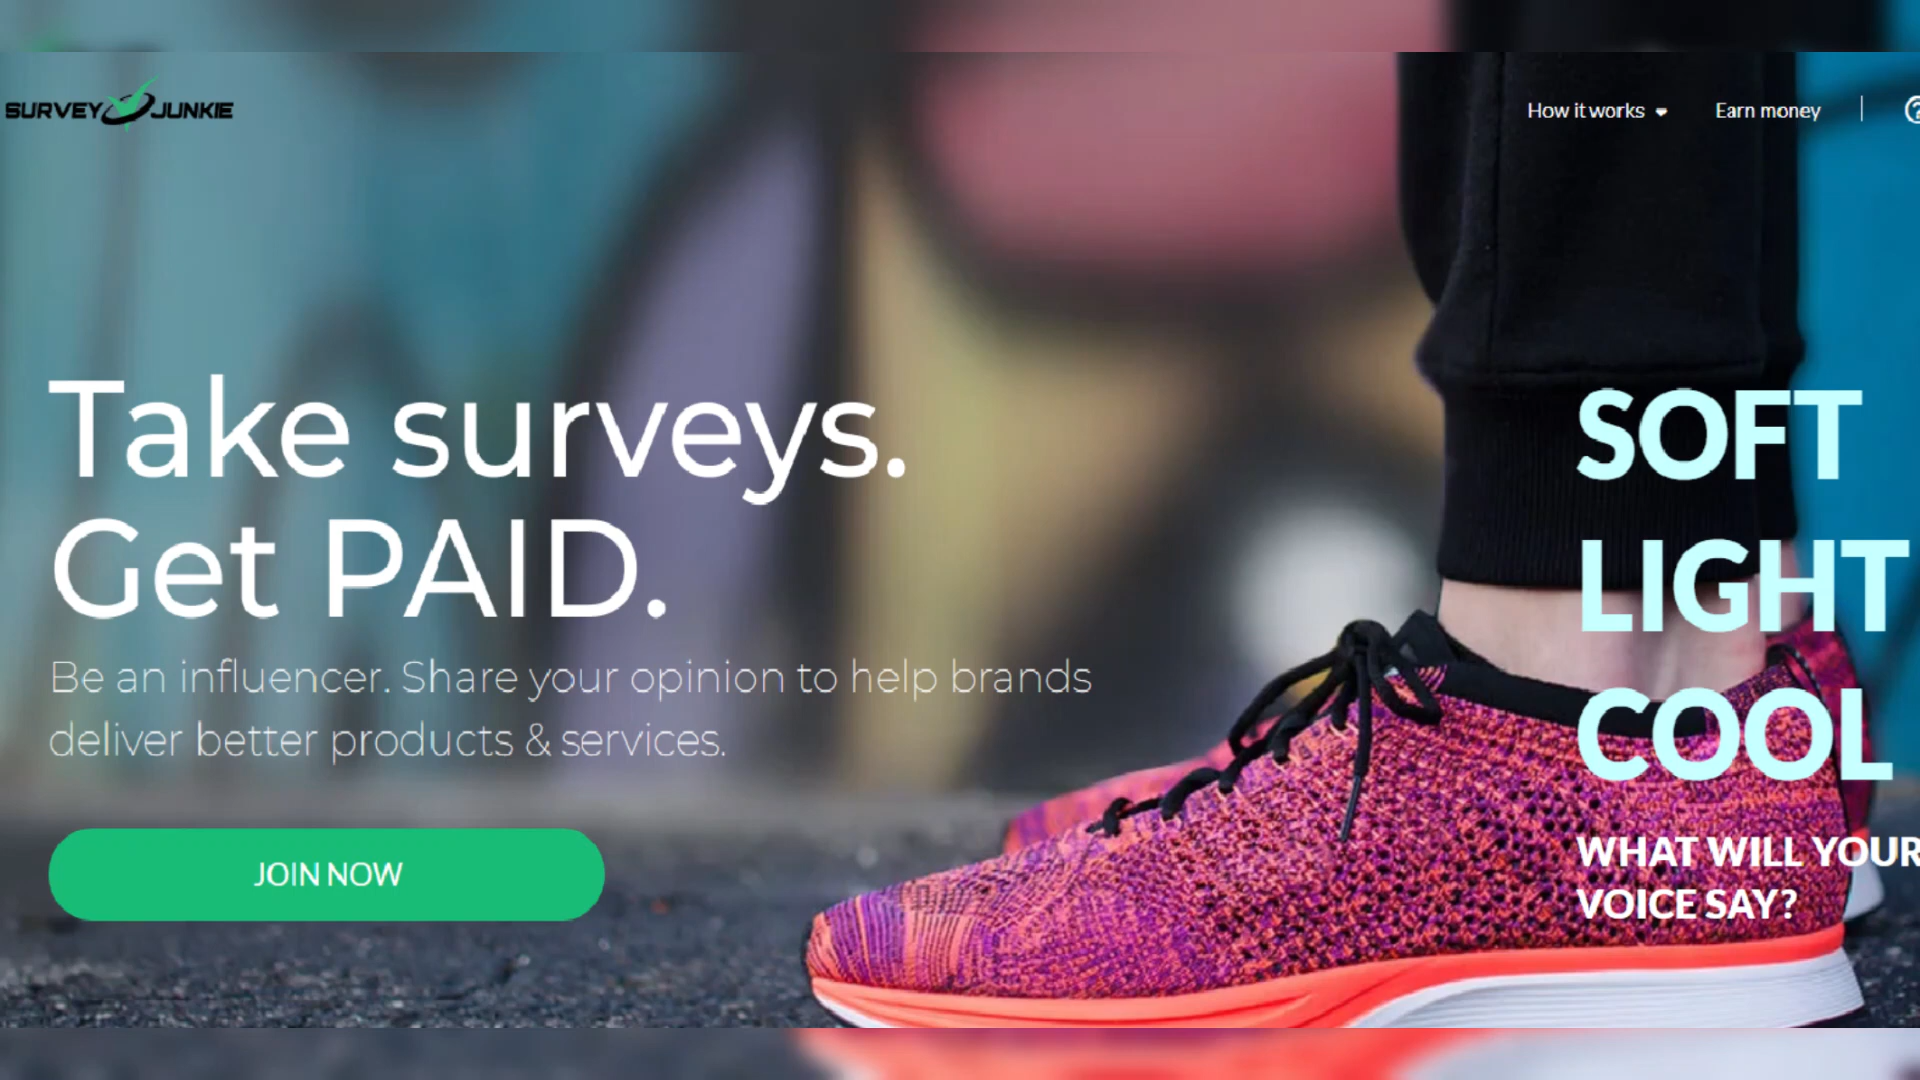 SURVEY JUNKIE
How it works
Earn money
Take surveys.
Get PAID.
Be an influencer. Share your opinion to help brands
deliver better products & services.
JOIN NOW
SOFT
LIGHT
COOL
WHAT WILL YOUR
VOICE SAY?